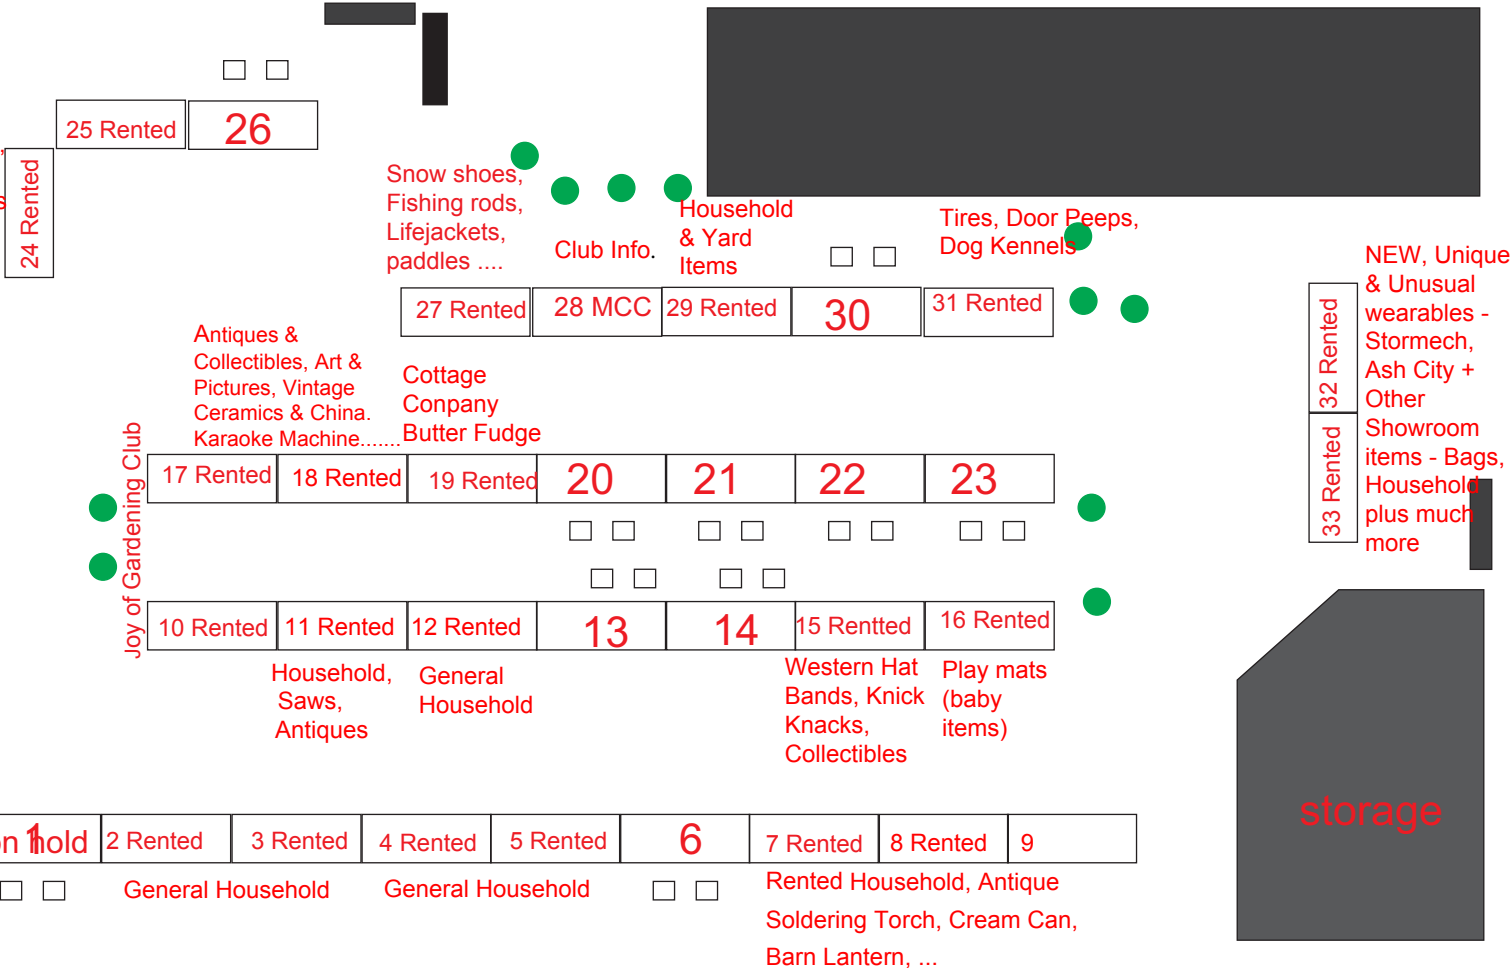 25 Rented
26
,
s
24 Rented
Snow shoes,
Fishing rods,
Lifejackets,
paddles ....
Club Info.
Household
& Yard
Items
Tires, Door Peeps,
Dog Kennels
27 Rented
28 MCC
29 Rented
30
31 Rented
NEW, Unique
& Unusual
wearables -
Stormech,
Ash City +
Other
Showroom
items - Bags,
Household
plus much
more
32 Rented
33 Rented
Antiques &
Collectibles, Art &
Pictures, Vintage
Ceramics & China.
Karaoke Machine.......
Cottage
Conpany
Butter Fudge
Joy of Gardening Club
17 Rented
18 Rented
19 Rented
20
21
22
23
10 Rented
11 Rented
12 Rented
13
14
15 Rentted
16 Rented
Household,
Saws,
Antiques
General
Household
Western Hat
Bands, Knick
Knacks,
Collectibles
Play mats
(baby
items)
storage
1
on hold
2 Rented
3 Rented
4 Rented
5 Rented
6
7 Rented
8 Rented
9
General Household
General Household
Rented Household, Antique
Soldering Torch, Cream Can,
Barn Lantern, ...